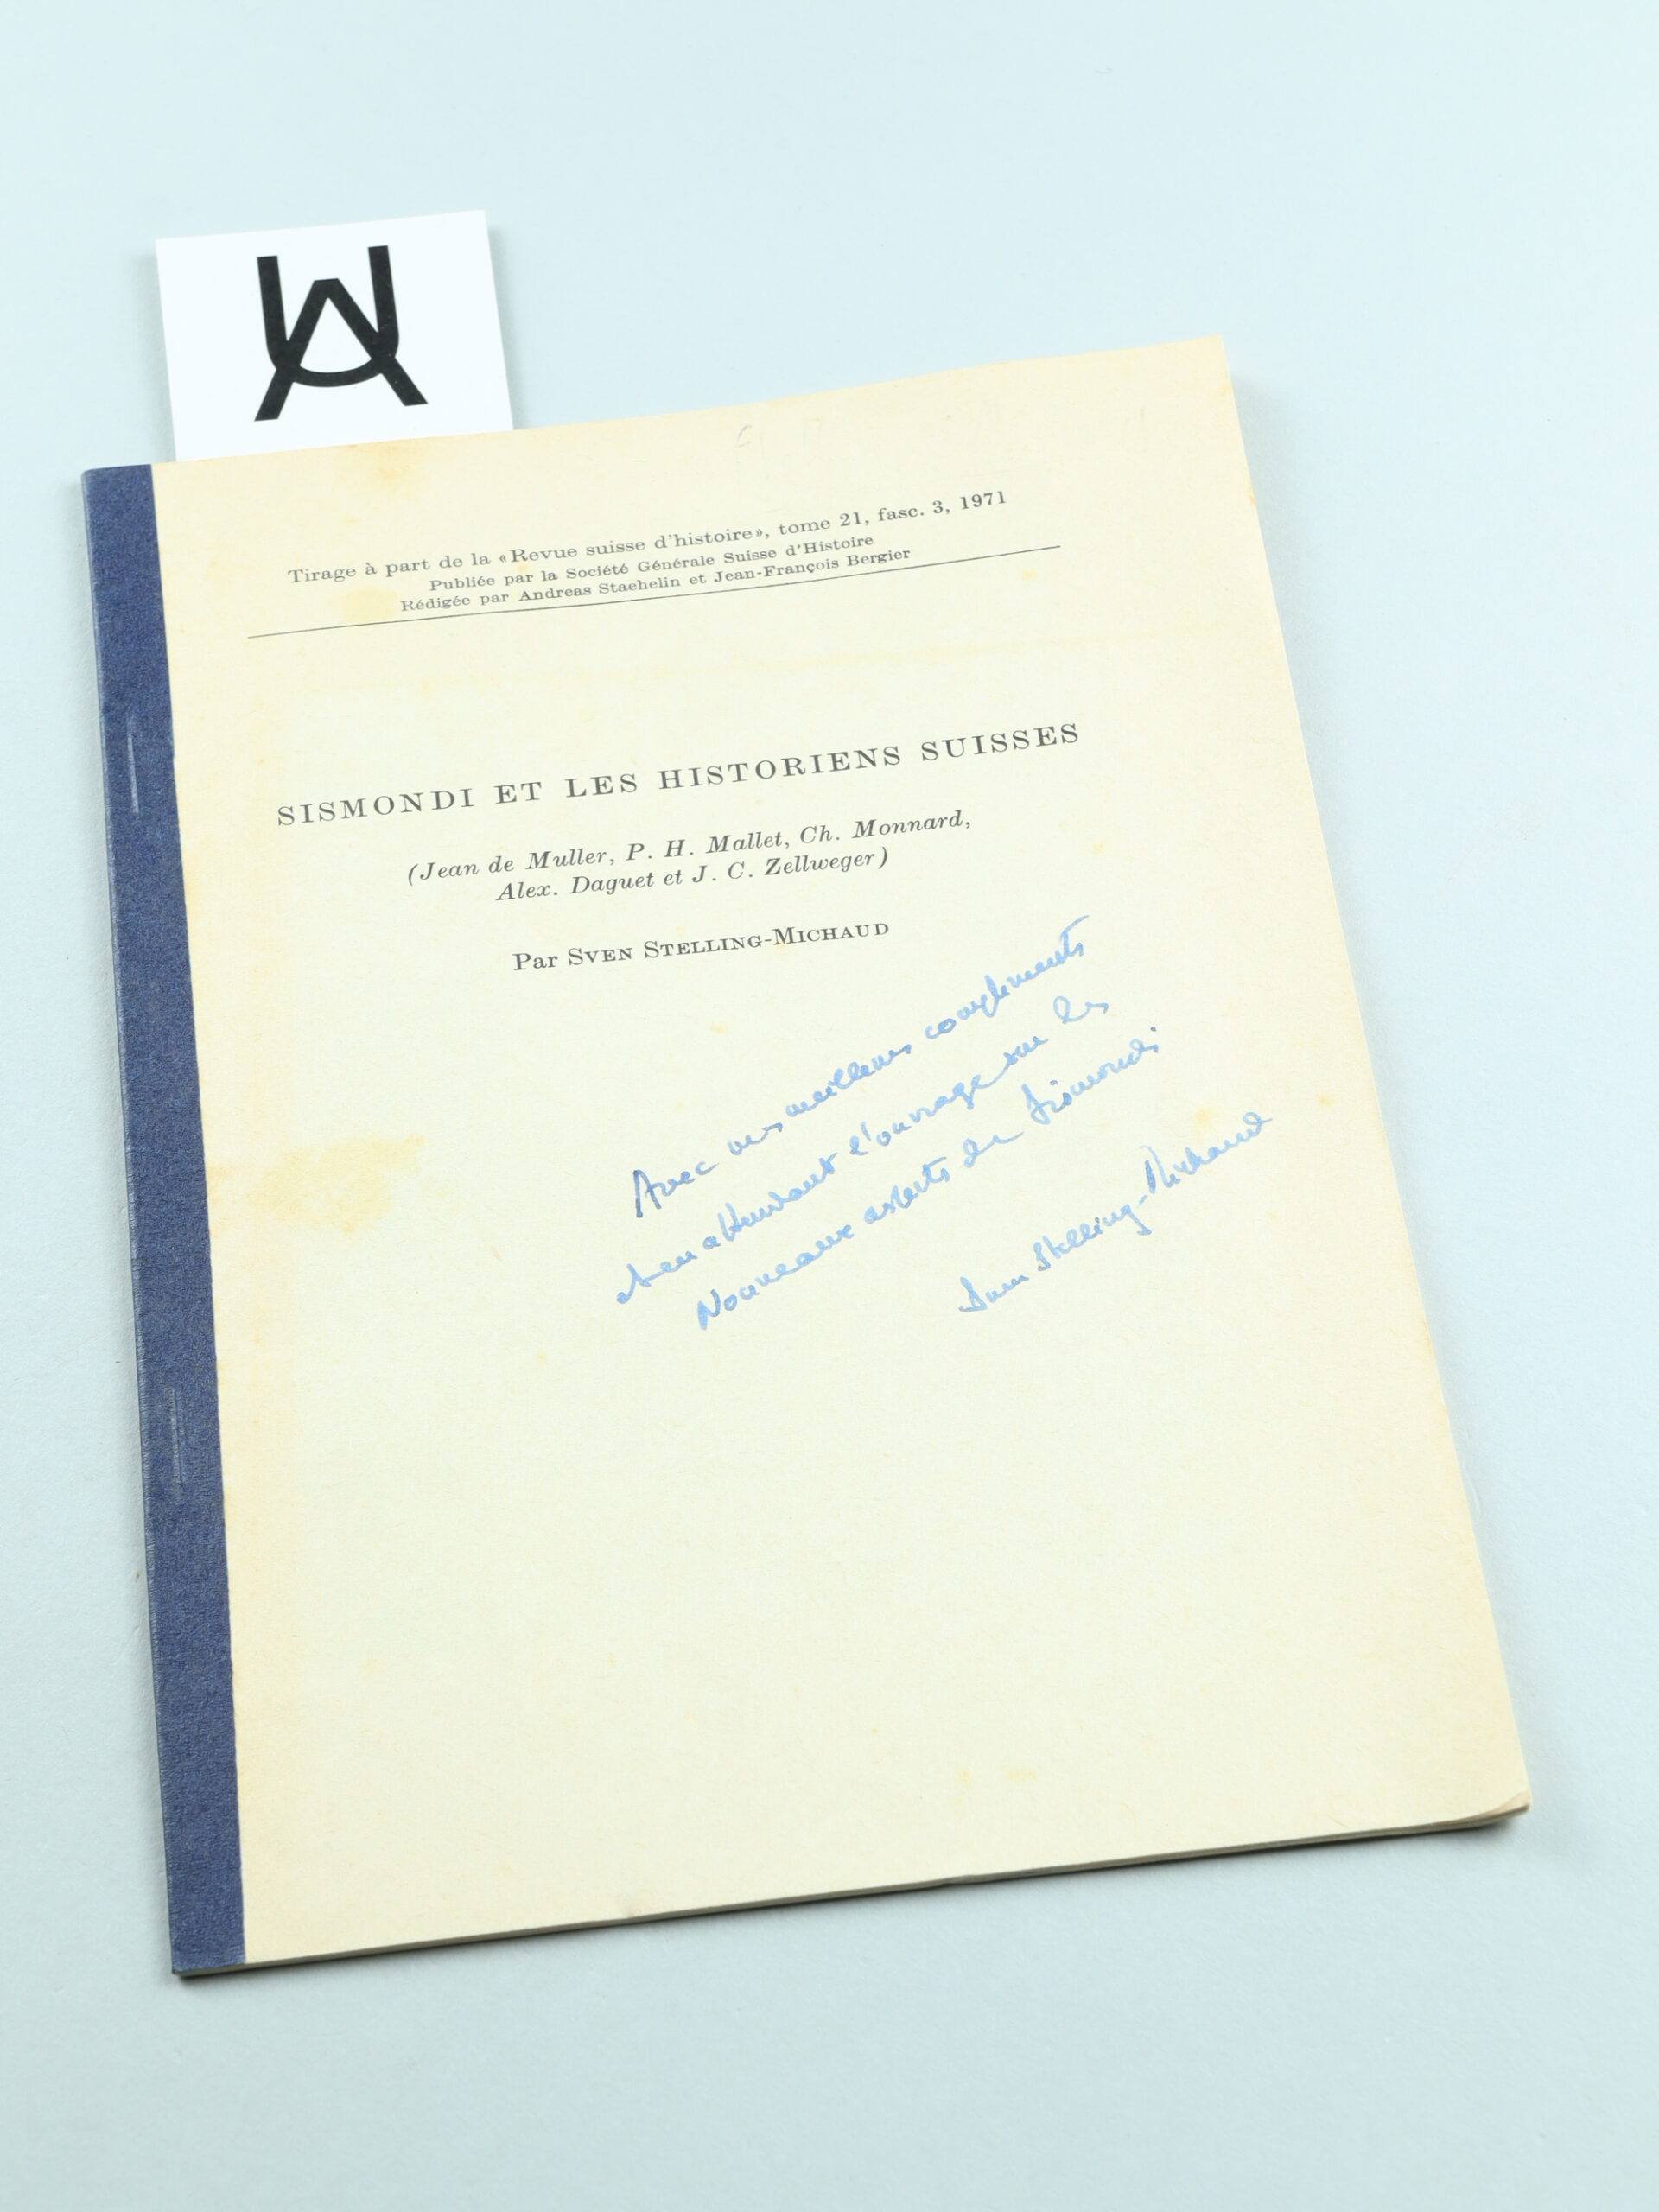 Tirage à part de la «Revue suisse d'histoire», tome 21, fasc. 3, 1971
Publiée par la Société Générale Suisse d'Histoire
Rédigée par Andreas Staehelin et Jean-François Bergier
SISMONDI ET LES HISTORIENS SUISSES
(Jean de Muller, P. H. Mallet, Ch. Monnard,
Alex. Daguet et J. C. Zellweger)
Par SVEN STELLING-MICHAUD
Avec mes meilleurs compliments
et en attendant l'ouvrage sur les
Nouveaux aspects de Sismondi
Sven Stelling-Michaud